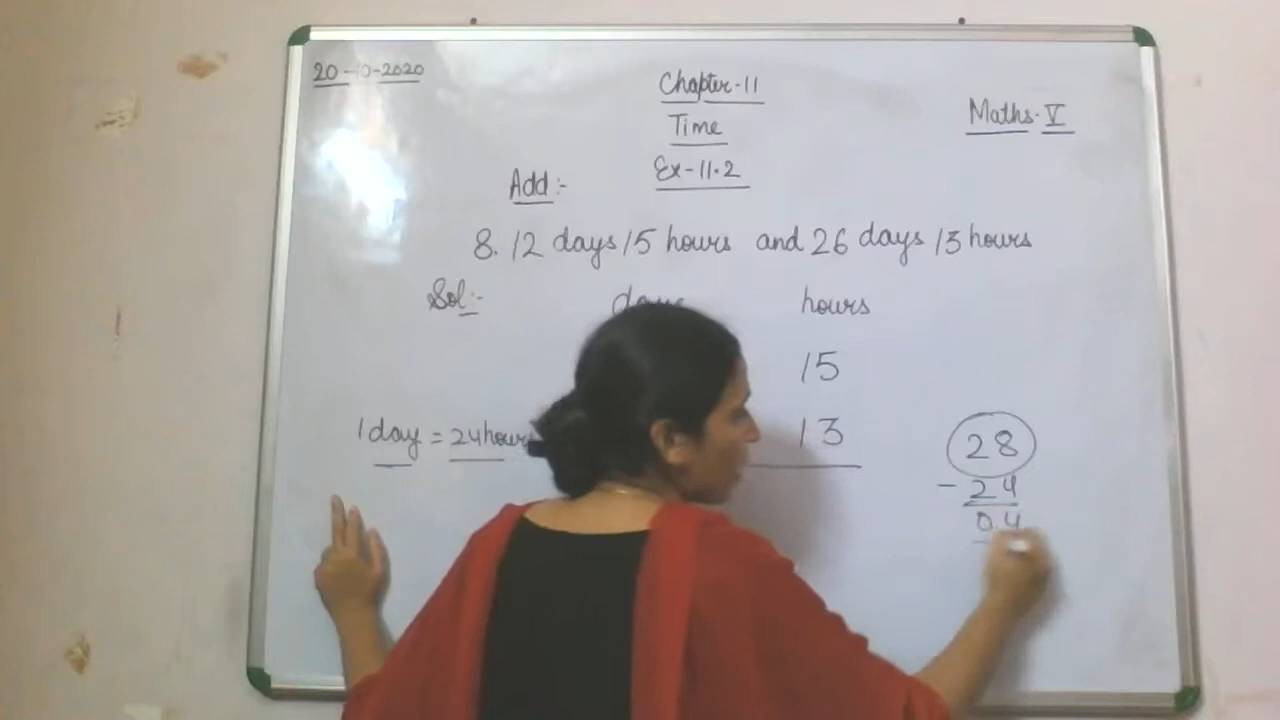 20-10-2020
Chapter-11
Maths-V
Time
Ex-11.2
Add:-
8. 12 days 15 hours and 26 days 13 hours
Sol:- days hours
15
1 day = 24 hours 13
28
- 24
04